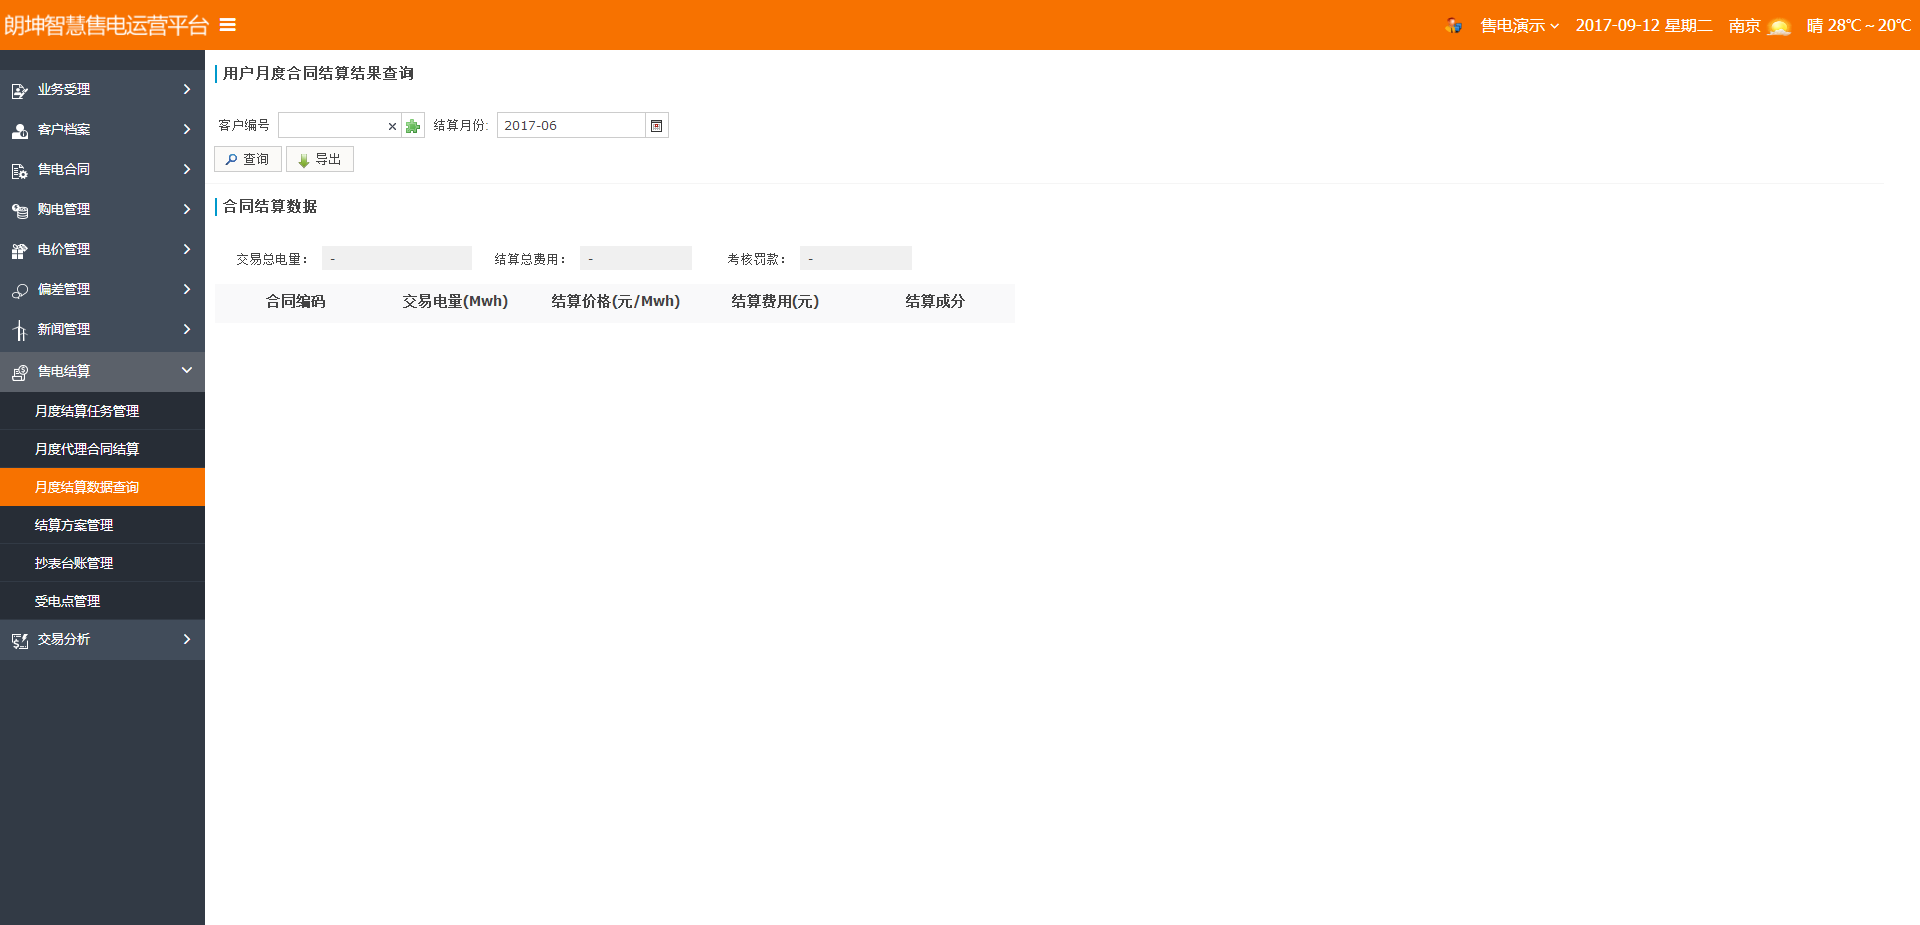 朗坤智慧售电运营平台
售电演示 2017-09-12 星期二 南京 晴 28℃~20℃
业务受理
客户档案
售电合同
购电管理
电价管理
偏差管理
新闻管理
售电结算
月度结算任务管理
月度代理合同结算
月度结算数据查询
结算方案管理
抄表台账管理
受电点管理
交易分析
用户月度合同结算结果查询
客户编号 结算月份: 2017-06
查询 导出
合同结算数据
交易总电量: - 结算总费用: - 考核罚款: -
合同编码 交易电量(Mwh) 结算价格(元/Mwh) 结算费用(元) 结算成分